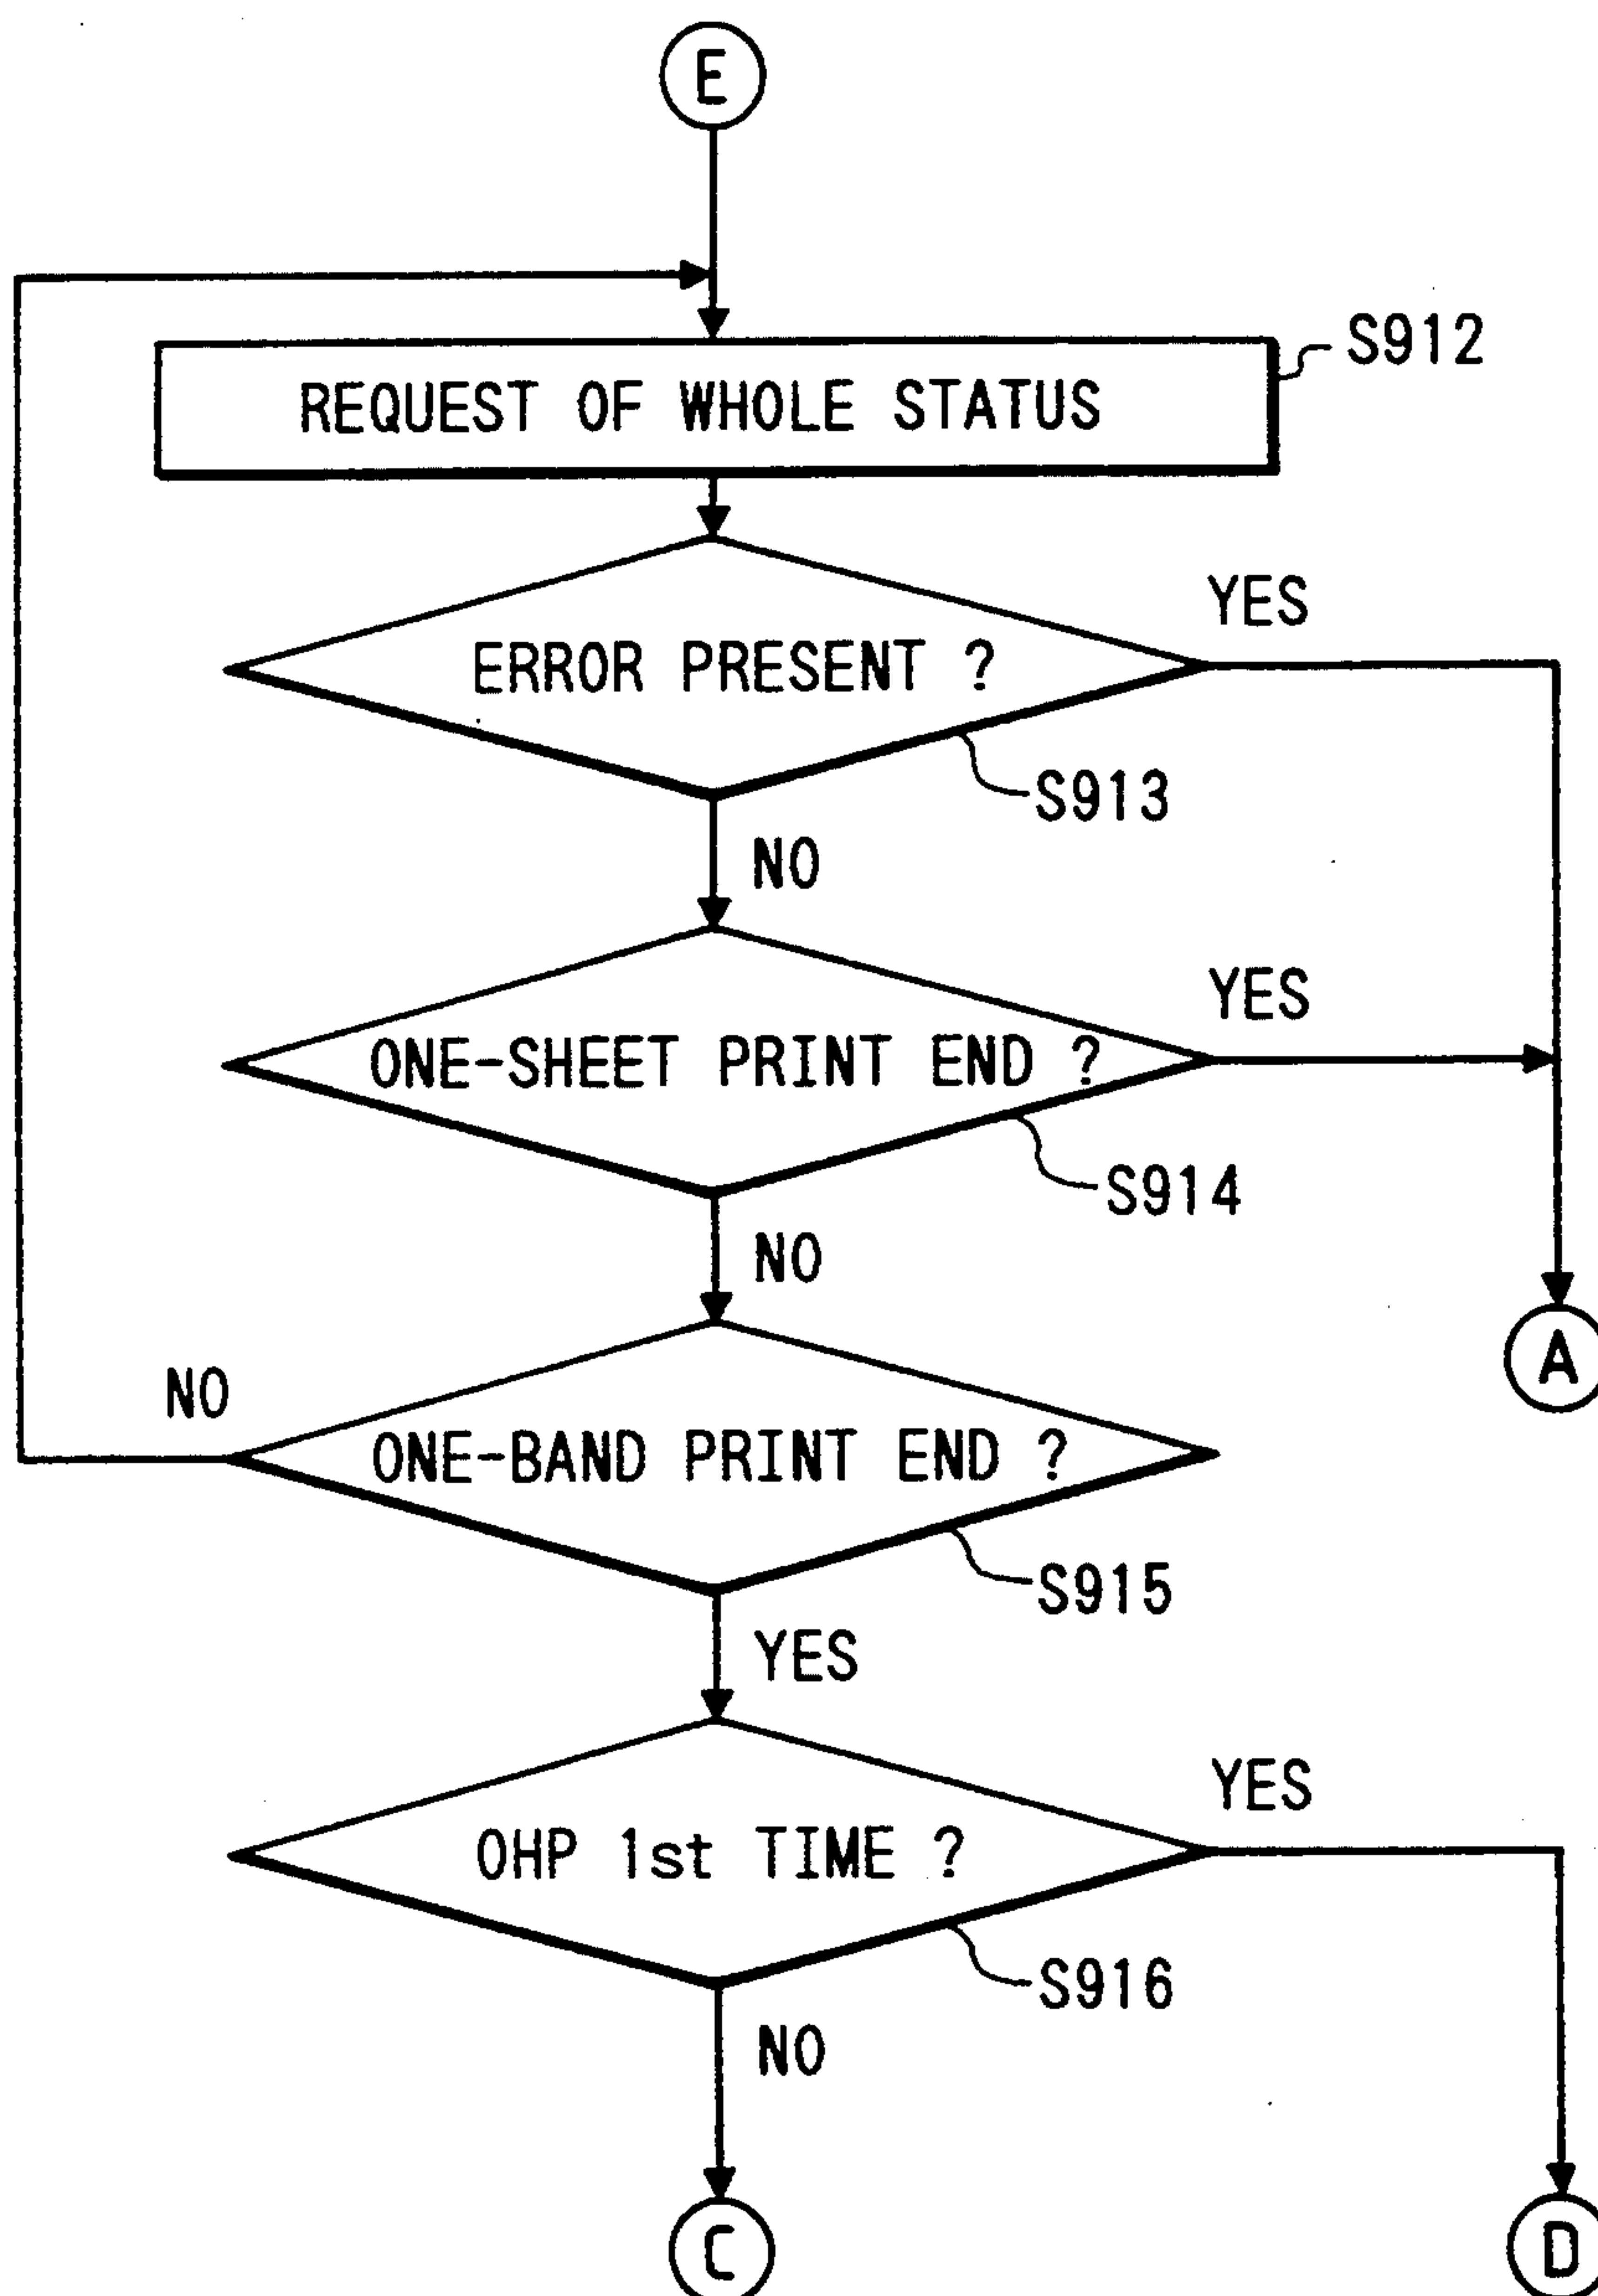 E
S912
REQUEST OF WHOLE STATUS
YES
ERROR PRESENT ?
S913
NO
YES
ONE-SHEET PRINT END ?
S914
NO
A
NO
ONE-BAND PRINT END ?
S915
YES
YES
OHP 1st TIME ?
S916
NO
C
D